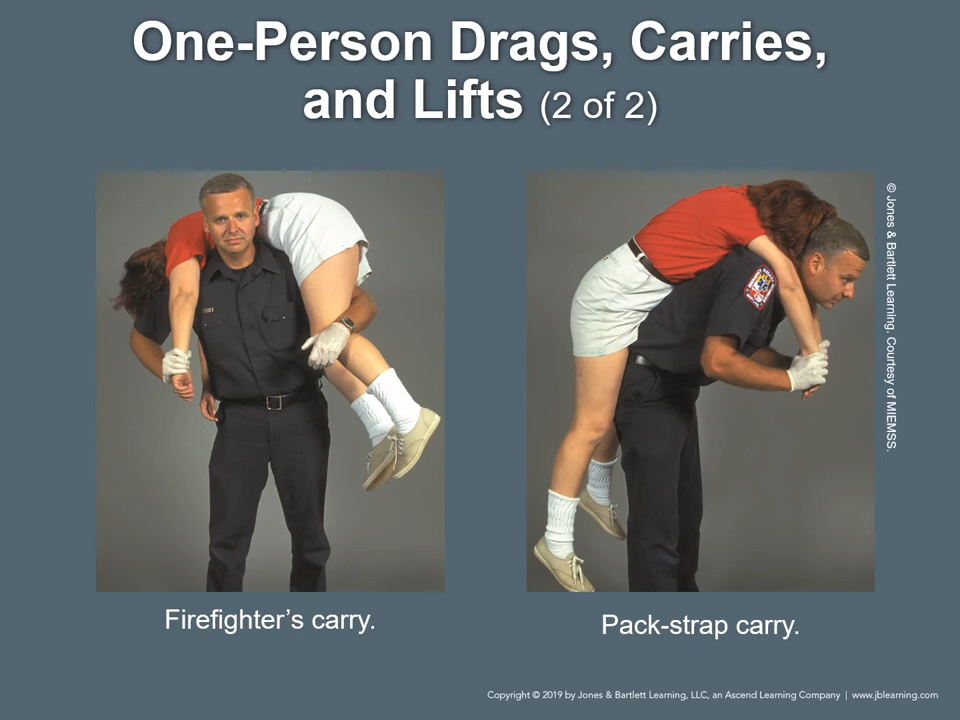 One-Person Drags, Carries,
and Lifts (2 of 2)
© Jones & Bartlett Learning. Courtesy of MIEMSS.
Firefighter’s carry.
Pack-strap carry.
Copyright © 2019 by Jones & Bartlett Learning, LLC, an Ascend Learning Company | www.jblearning.com